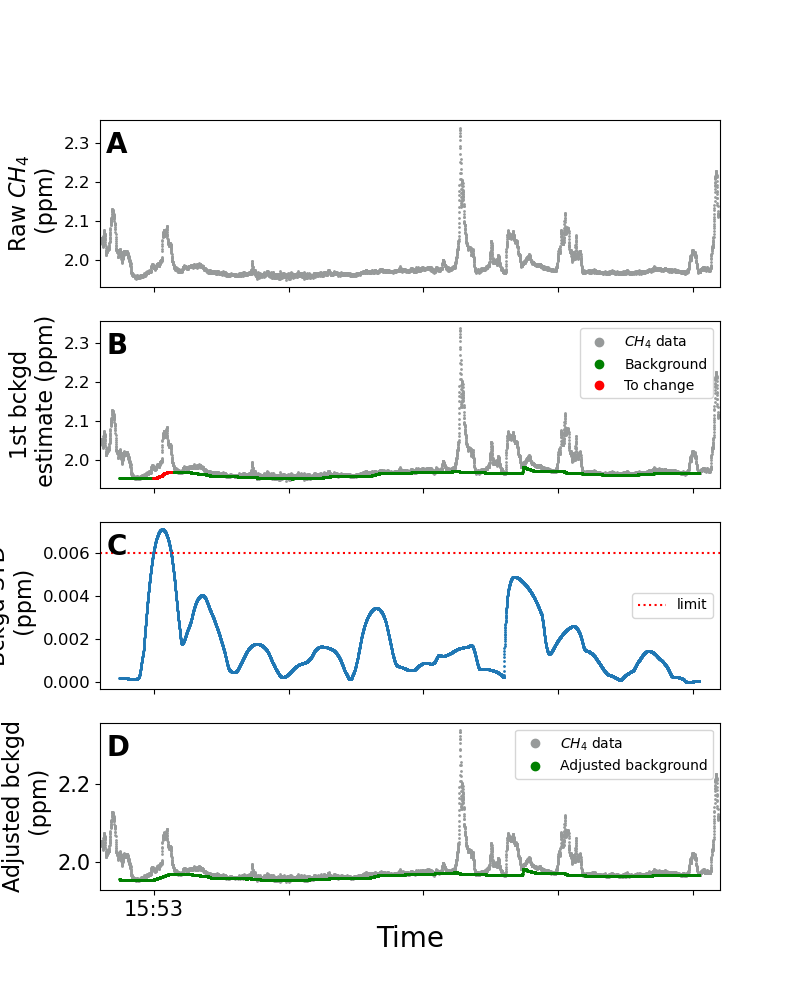 A
Raw CH4
(ppm)
2.3
2.2
2.1
2.0
B
1st bckgd
estimate (ppm)
2.3
2.2
2.1
2.0
CH4 data
Background
To change
C
(ppm)
0.006
0.004
0.002
0.000
limit
D
Adjusted bckgd
(ppm)
2.2
2.0
CH4 data
Adjusted background
15:53
Time